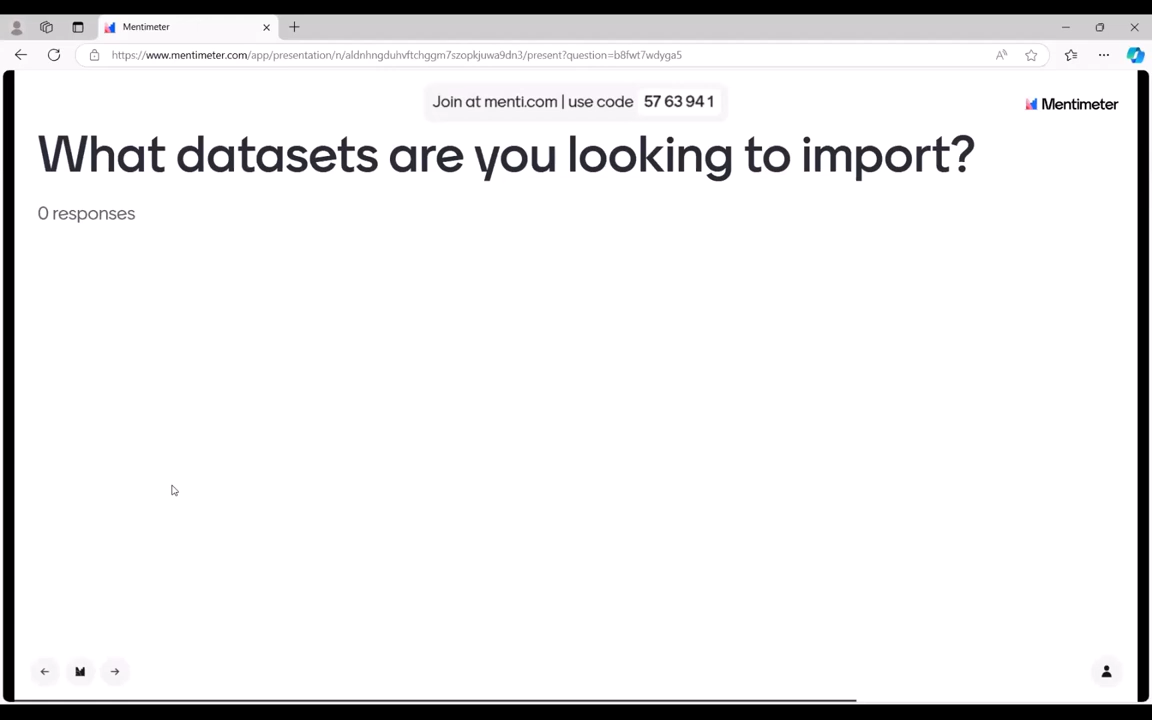 Mentimeter
https://www.mentimeter.com/app/presentation/n/aldnhngduhvftchggm7szopkjuwa9dn3/present?question=b8fwt7wdyga5
Join at menti.com | use code 57 63 94 1
Mentimeter
What datasets are you looking to import?
0 responses